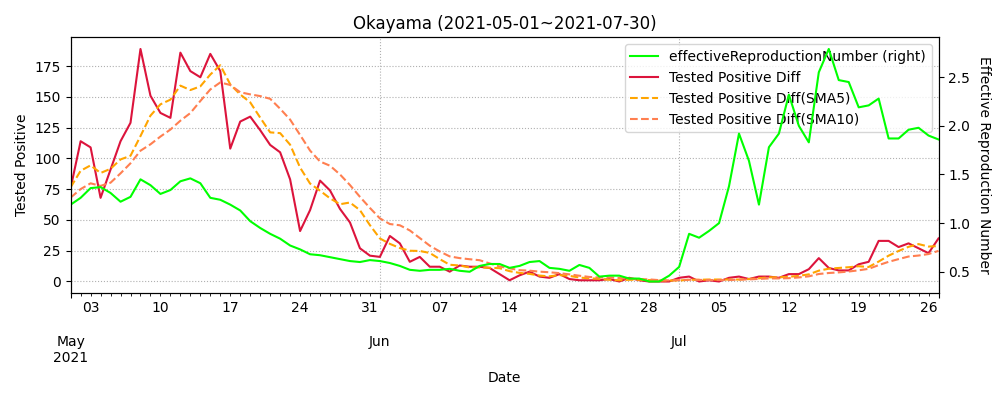 Okayama (2021-05-01~2021-07-30)
effectiveReproductionNumber (right)
Tested Positive Diff
Tested Positive Diff(SMA5)
Tested Positive Diff(SMA10)
Tested Positive
175
150
125
100
75
50
25
0
2.5
2.0
1.5
1.0
0.5
Effective Reproduction Number
03 10 17 24 31 07 14 21 28 05 12 19 26
May Jun Jul
2021
Date